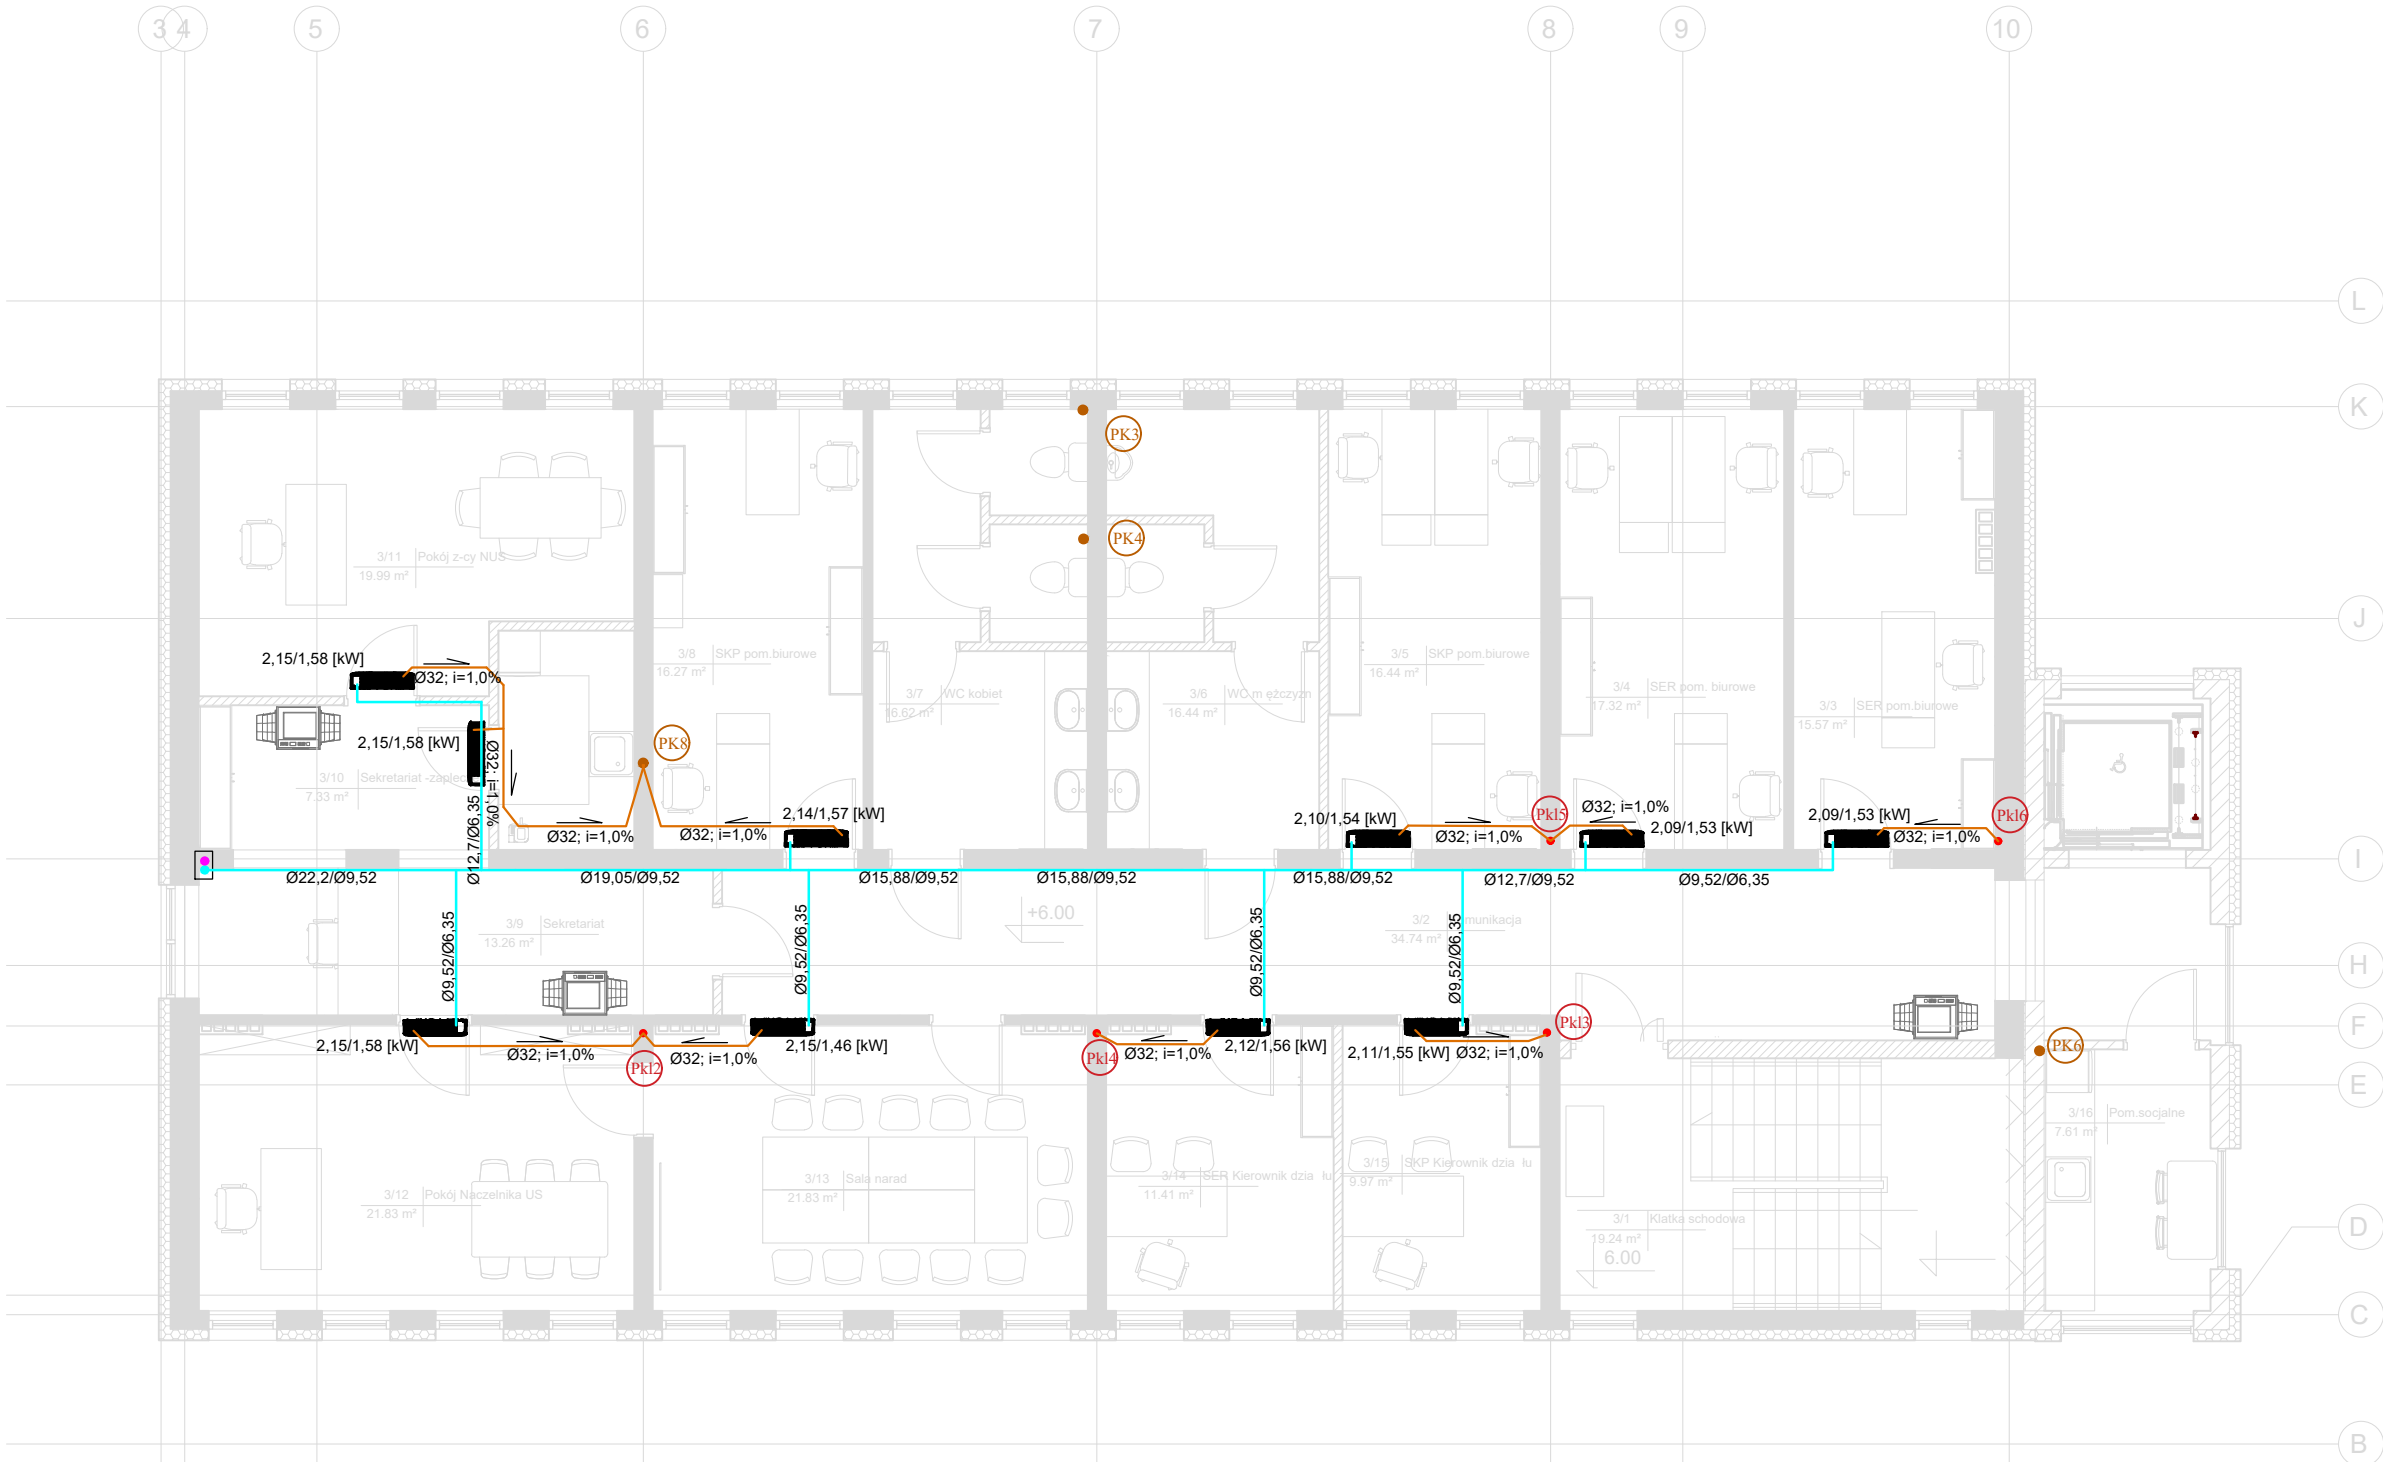 3 4 5 6 7 8 9 10
L
K
PK3
PK4
3/11 Pokój z-cy NUS
19.99 m²
J
2,15/1,58 [kW]
Ø32; i=1,0%
3/8 SKP pom.biurowe
16.27 m²
3/5 SKP pom.biurowe
16.44 m²
3/7 WC kobiet
16.62 m²
3/6 WC m ężczyzn
16.44 m²
3/4 SER pom. biurowe
17.32 m²
3/3 SER pom.biurowe
15.57 m²
2,15/1,58 [kW]
Ø32; i=1,0%
PK8
3/10
7.33 m²
Ø12,7/Ø6,35
Ø32; i=1,0%
Ø32; i=1,0%
2,14/1,57 [kW]
2,10/1,54 [kW]
Ø32; i=1,0%
Pkl5
Ø32; i=1,0%
2,09/1,53 [kW]
2,09/1,53 [kW]
Ø32; i=1,0%
Pkl6
I
Ø22,2/Ø9,52
Ø19,05/Ø9,52
Ø15,88/Ø9,52
Ø15,88/Ø9,52
Ø15,88/Ø9,52
Ø12,7/Ø9,52
Ø9,52/Ø6,35
+6.00
3/9 Sekretariat
13.26 m²
3/2
34.74 m²
Ø9,52/Ø6,35
Ø9,52/Ø6,35
Ø9,52/Ø6,35
Ø9,52/Ø6,35
H
F
2,15/1,58 [kW]
Ø32; i=1,0%
Pkl2
Ø32; i=1,0%
2,15/1,46 [kW]
Pkl4
Ø32; i=1,0%
2,12/1,56 [kW]
2,11/1,55 [kW]
Ø32; i=1,0%
Pkl3
PK6
E
3/16 Pom.socjalne
7.61 m²
3/12 Pokój Naczelnika US
21.83 m²
3/13 Sala narad
21.83 m²
3/14 SER Kierownik dzia łu
11.41 m²
3/15 SKP Kierownik dzia łu
9.97 m²
3/1 Klatka schodowa
19.24 m²
6.00
D
C
B